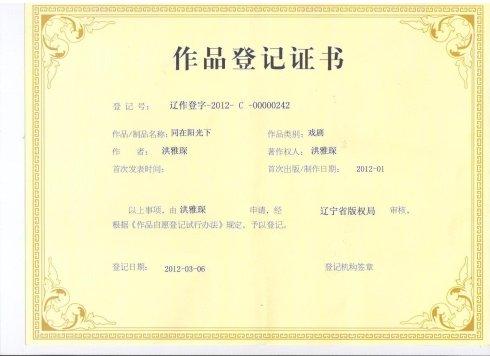 作品登记证书
登 记 号: 辽作登字-2012- C -00000242
作品/制品名称:同在阳光下 作品类别:戏剧
作 者: 洪雅琛 著作权人: 洪雅琛
首次发表时间: 首次出版/制作日期: 2012-01
以上事项, 由 洪雅琛 申请, 经 辽宁省版权局 审核,
根据《作品自愿登记试行办法》规定, 予以登记。
登记日期: 2012-03-06 登记机构签章